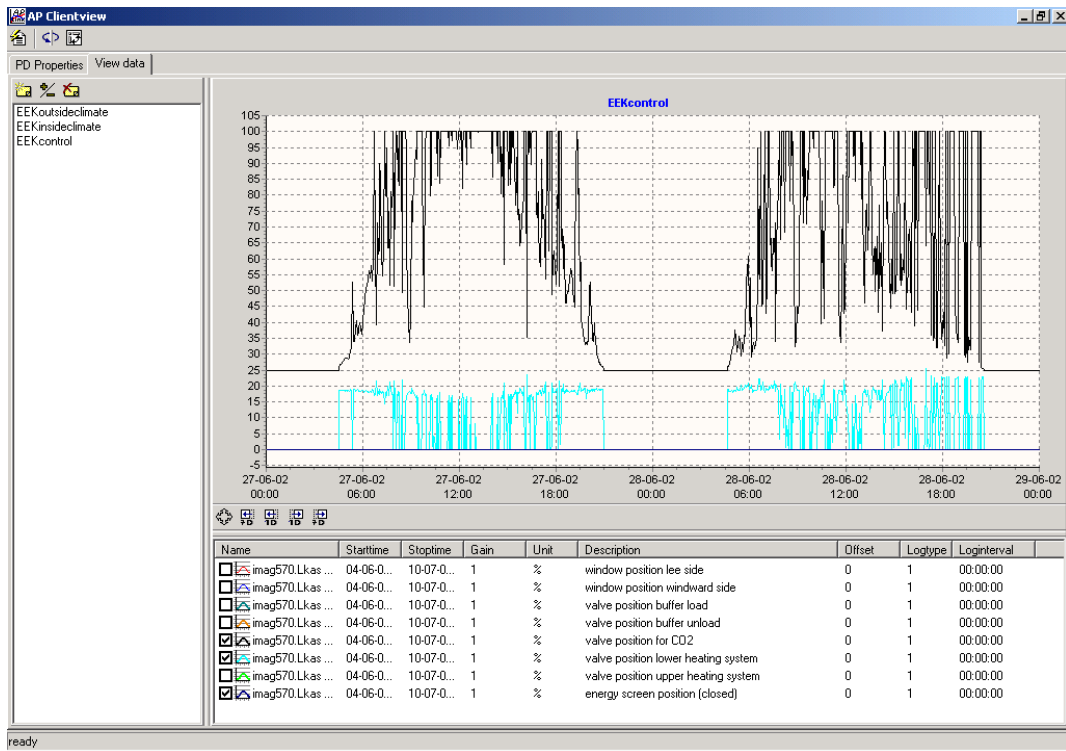 AP Clientview
PD Properties View data
EEKoutsideclimate
EEKinsideclimate
EEKcontrol
EEKcontrol
105
100
95
90
85
80
75
70
65
60
55
50
45
40
35
30
25
20
15
10
5
0
-5
27-06-02 27-06-02 27-06-02 27-06-02 28-06-02 28-06-02 28-06-02 28-06-02 29-06-02
00:00 06:00 12:00 18:00 00:00 06:00 12:00 18:00 00:00
7D 1D 1D 7D
Name Starttime Stoptime Gain Unit Description Offset Logtype Loginterval
imag570.Lkas ... 04-06-0... 10-07-0... 1 % window position lee side 0 1 00:00:00
imag570.Lkas ... 04-06-0... 10-07-0... 1 % window position windward side 0 1 00:00:00
imag570.Lkas ... 04-06-0... 10-07-0... 1 % valve position buffer load 0 1 00:00:00
imag570.Lkas ... 04-06-0... 10-07-0... 1 % valve position buffer unload 0 1 00:00:00
imag570.Lkas ... 04-06-0... 10-07-0... 1 % valve position for CO2 0 1 00:00:00
imag570.Lkas ... 04-06-0... 10-07-0... 1 % valve position lower heating system 0 1 00:00:00
imag570.Lkas ... 04-06-0... 10-07-0... 1 % valve position upper heating system 0 1 00:00:00
imag570.Lkas ... 04-06-0... 10-07-0... 1 % energy screen position (closed) 0 1 00:00:00
ready